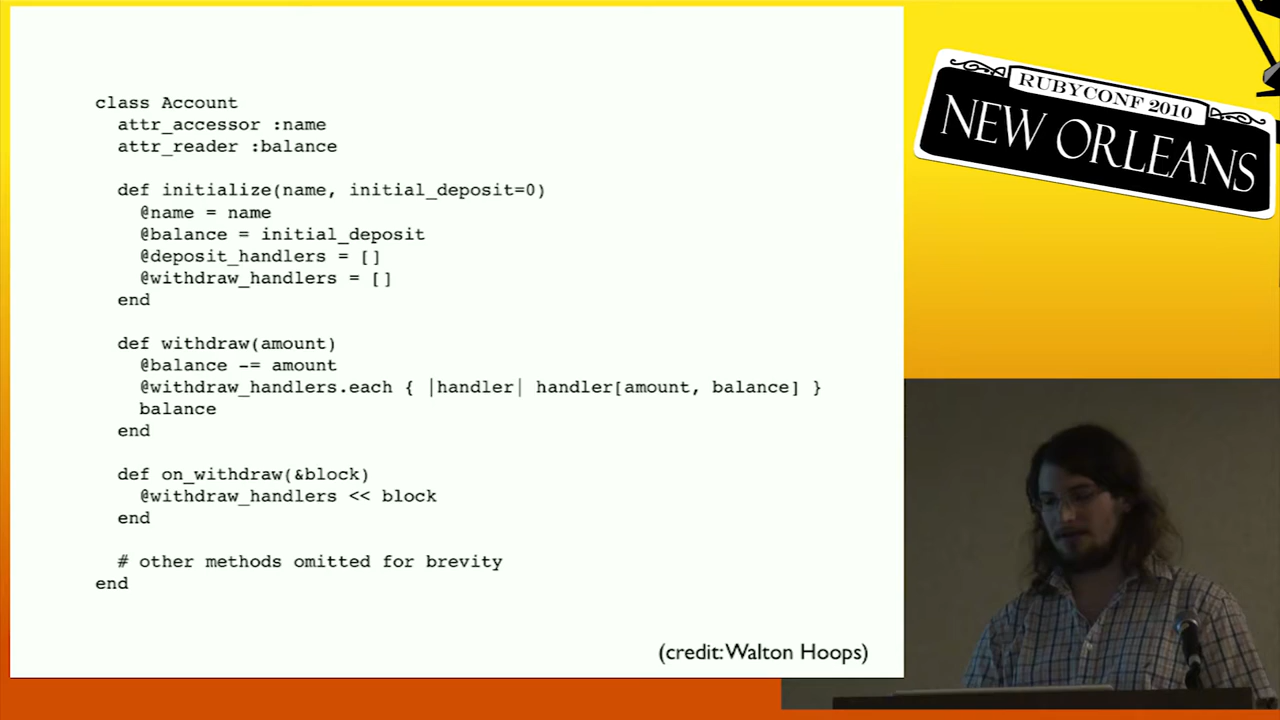 class Account
  attr_accessor :name
  attr_reader :balance

  def initialize(name, initial_deposit=0)
    @name = name
    @balance = initial_deposit
    @deposit_handlers = []
    @withdraw_handlers = []
  end

  def withdraw(amount)
    @balance -= amount
    @withdraw_handlers.each { |handler| handler[amount, balance] }
    balance
  end

  def on_withdraw(&block)
    @withdraw_handlers << block
  end

  # other methods omitted for brevity
end
(credit:Walton Hoops)
RUBYCONF 2010
NEW ORLEANS